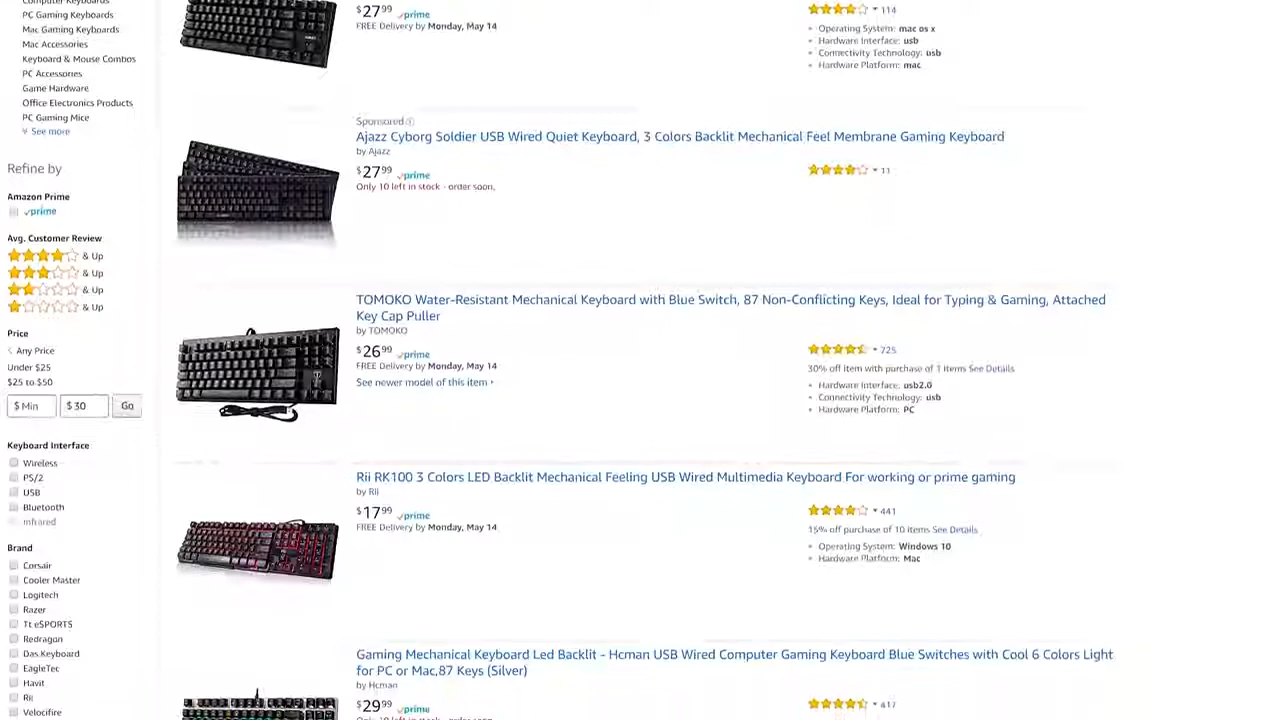 Computer Keyboards
PC Gaming Keyboards
Mac Gaming Keyboards
Mac Accessories
Keyboard & Mouse Combos
PC Accessories
Game Hardware
Office Electronics Products
PC Gaming Mice
See more
Refine by
Amazon Prime
prime
Avg. Customer Review
& Up
& Up
& Up
& Up
Price
Any Price
Under $25
$25 to $50
$ Min $ 30 Go
Keyboard Interface
Wireless
PS/2
USB
Bluetooth
Infrared
Brand
Corsair
Cooler Master
Logitech
Razer
Tt eSPORTS
Redragon
Das Keyboard
EagleTec
Havit
Rii
Velocifire
$27.99 prime
FREE Delivery by Monday, May 14
114
Operating System: mac os x
Hardware Interface: usb
Connectivity Technology: usb
Hardware Platform: mac
Sponsored
Ajazz Cyborg Soldier USB Wired Quiet Keyboard, 3 Colors Backlit Mechanical Feel Membrane Gaming Keyboard
by Ajazz
$27.99 prime
Only 10 left in stock - order soon.
11
TOMOKO Water-Resistant Mechanical Keyboard with Blue Switch, 87 Non-Conflicting Keys, Ideal for Typing & Gaming, Attached
Key Cap Puller
by TOMOKO
$26.99 prime
FREE Delivery by Monday, May 14
See newer model of this item
725
30% off item with purchase of 1 items See Details
Hardware Interface: usb2.0
Connectivity Technology: usb
Hardware Platform: PC
Rii RK100 3 Colors LED Backlit Mechanical Feeling USB Wired Multimedia Keyboard For working or prime gaming
by Rii
$17.99 prime
FREE Delivery by Monday, May 14
441
15% off purchase of 10 items See Details
Operating System: Windows 10
Hardware Platform: Mac
Gaming Mechanical Keyboard Led Backlit - Hcman USB Wired Computer Gaming Keyboard Blue Switches with Cool 6 Colors Light
for PC or Mac,87 Keys (Silver)
by Hcman
$29.99 prime
Only 10 left in stock - order soon.
417